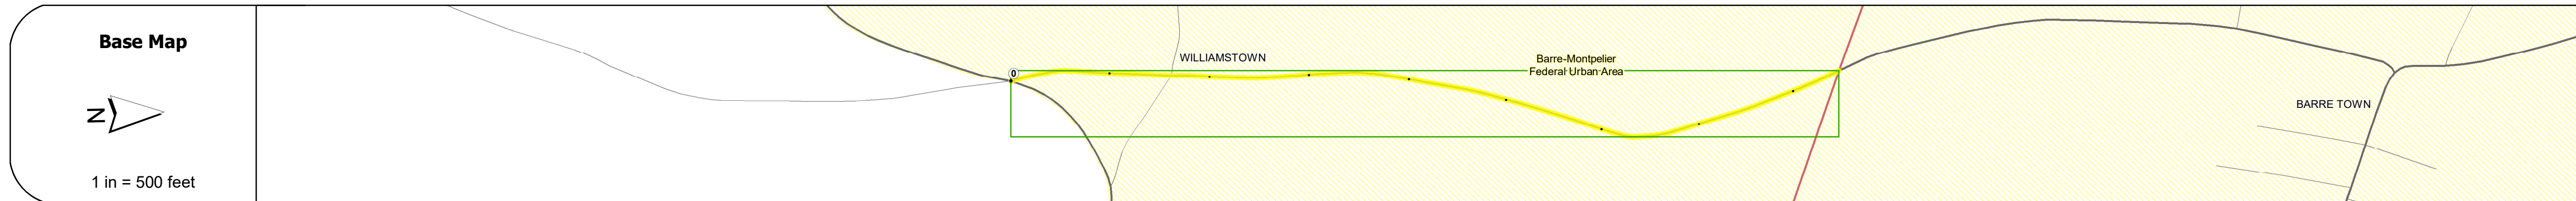 Base Map
N
1 in = 500 feet
0
WILLIAMSTOWN
Barre-Montpelier
Federal Urban Area
BARRE TOWN